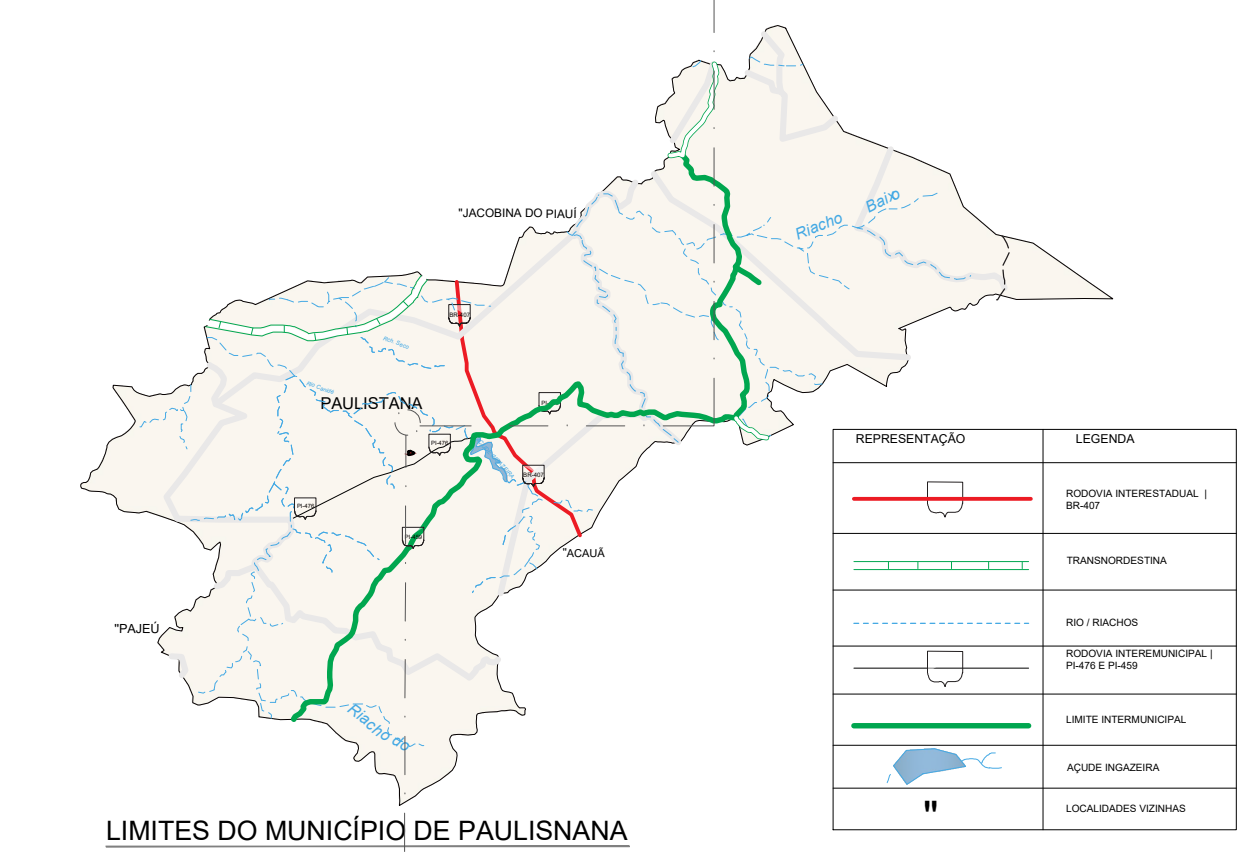 "JACOBINA DO PIAUÍ
Riacho Baixo
BR-407
Rch. Seco
PAULISTANA
PI-476
BR-407
PI-476
"ACAUÃ
"PAJEÚ
Riacho do
LIMITES DO MUNICÍPIO DE PAULISNANA
REPRESENTAÇÃO
LEGENDA
RODOVIA INTERESTADUAL |
BR-407
TRANSNORDESTINA
RIO / RIACHOS
RODOVIA INTEREMUNICIPAL |
PI-476 E PI-459
LIMITE INTERMUNICIPAL
AÇUDE INGAZEIRA
"
LOCALIDADES VIZINHAS